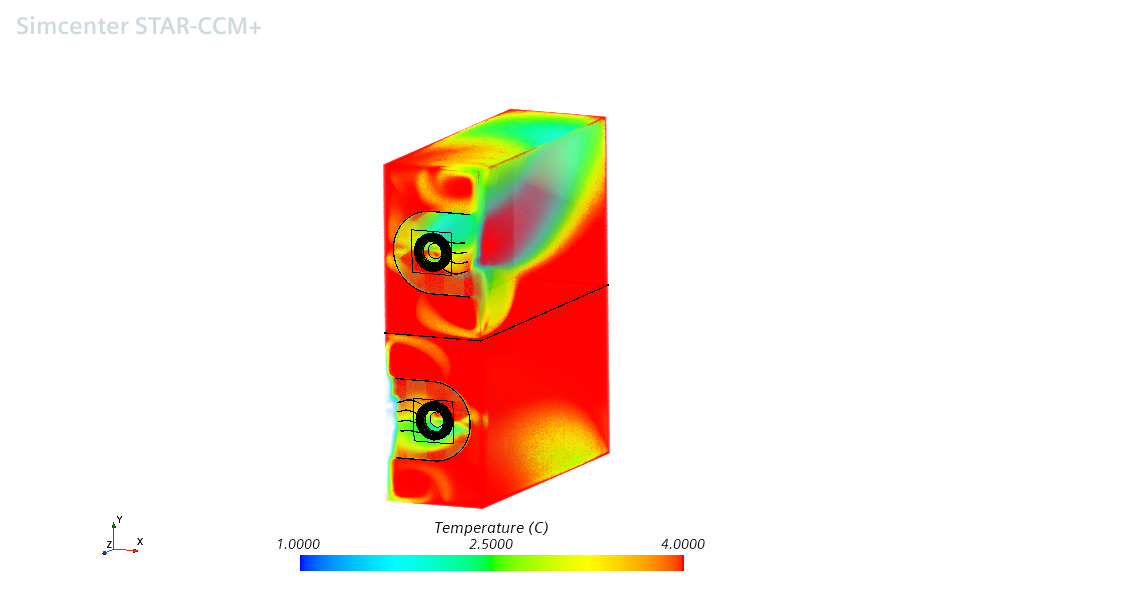 Simcenter STAR-CCM+
Y
Z X
Temperature (C)
1.0000 2.5000 4.0000